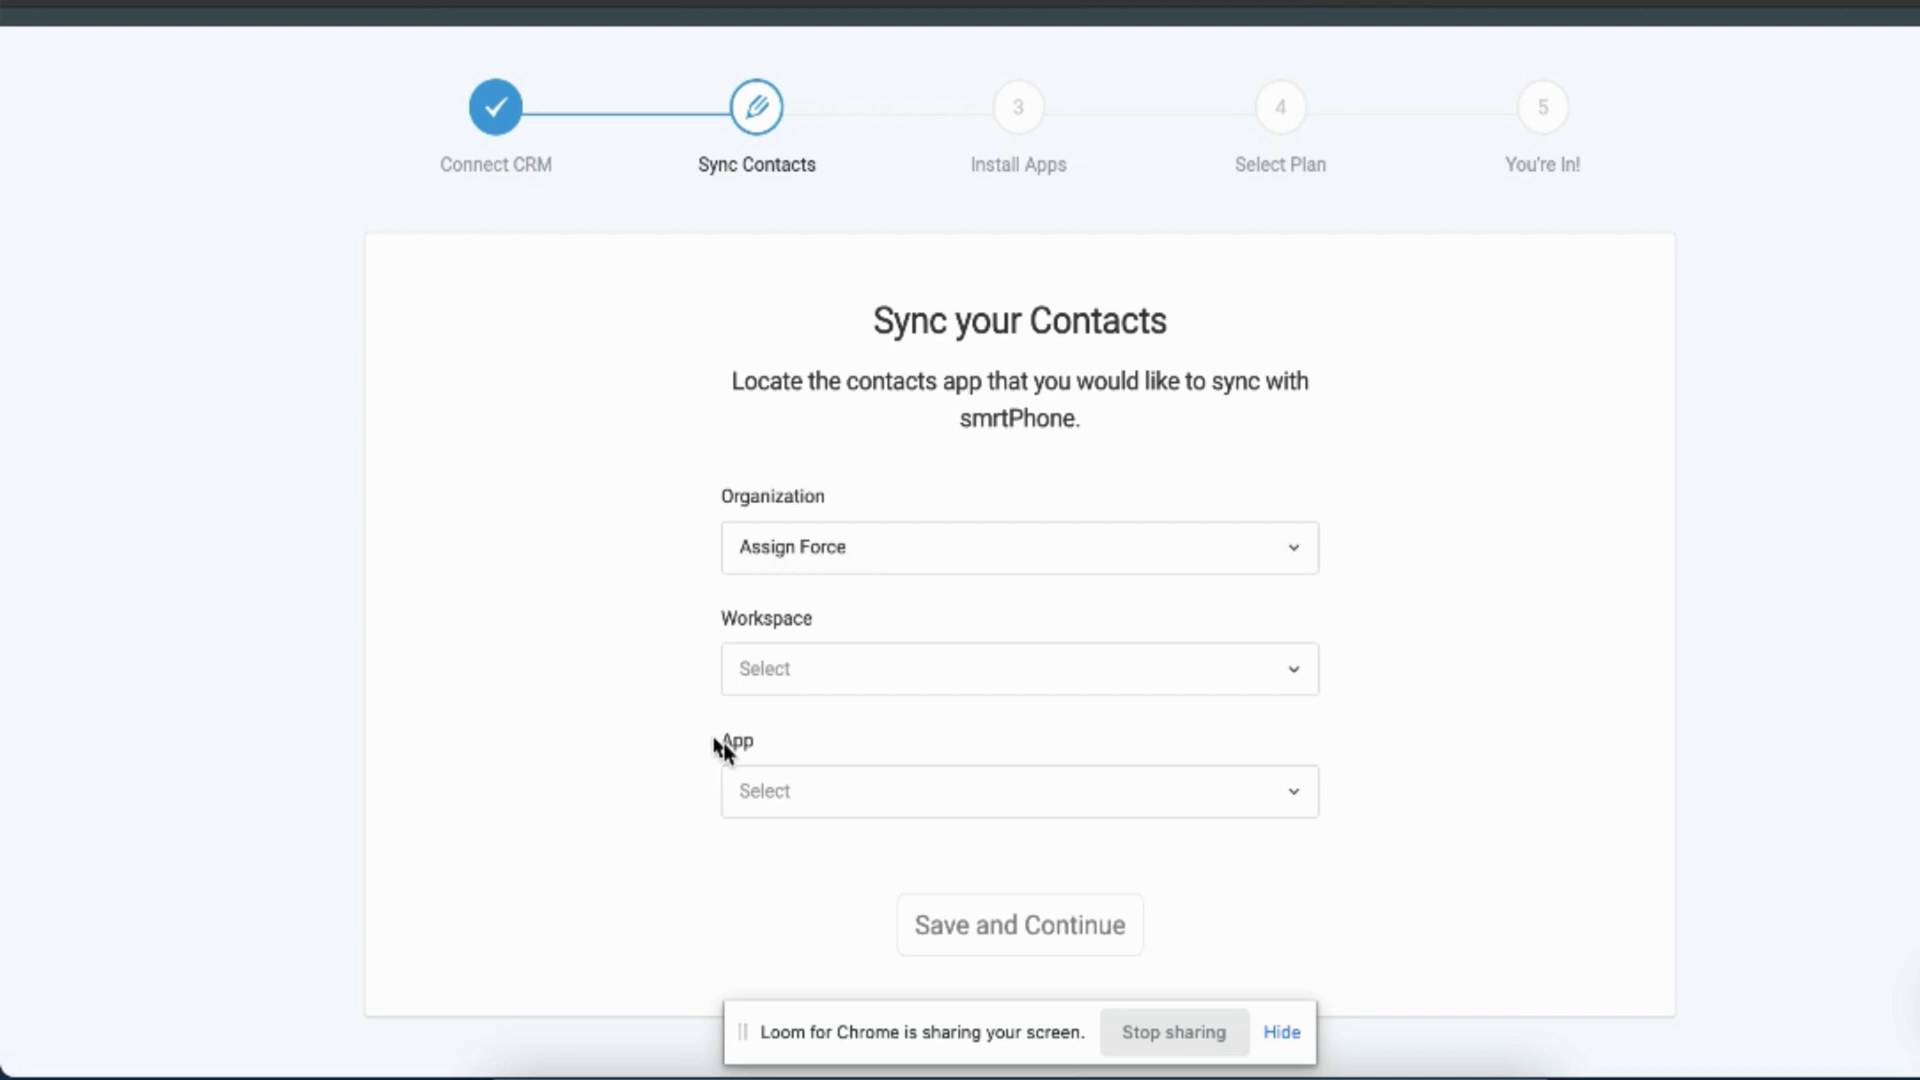 3
4
5
Connect CRM
Sync Contacts
Install Apps
Select Plan
You're In!
Sync your Contacts
Locate the contacts app that you would like to sync with
smrtPhone.
Organization
Assign Force
Workspace
Select
App
Select
Save and Continue
Loom for Chrome is sharing your screen.
Stop sharing
Hide